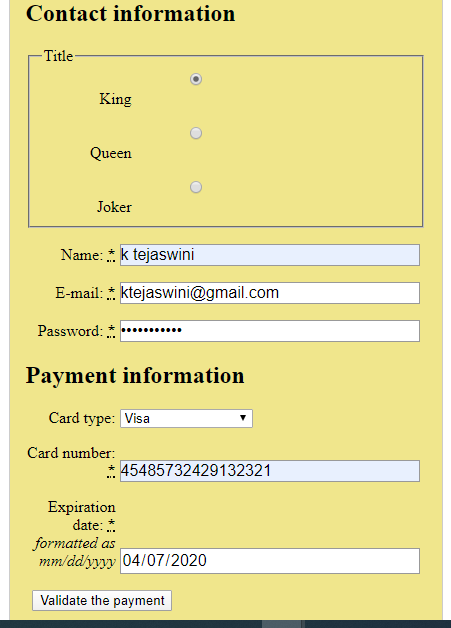 Contact information
Title
King
Queen
Joker
Name: * k tejaswini
E-mail: * ktejaswini@gmail.com
Password: * •••••••••••
Payment information
Card type: Visa
Card number:
* 45485732429132321
Expiration
date: *
formatted as
mm/dd/yyyy 04/07/2020
Validate the payment